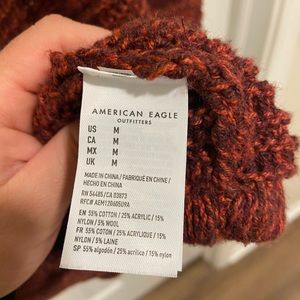 AMERICAN EAGLE
OUTFITTERS
US M
CA M
MX M
UK M
MADE IN CHINA / FABRIQUÉ EN CHINE /
HECHO EN CHINA
RN 54485 / CA 03873
EN 55% COTTON / 25% ACRYLIC / 15%
NYLON / 5% WOOL
FR 55% COTON / 25% ACRYLIQUE / 15%
NYLON / 5% LAINE
SP 55% algodón / 25% acrílico / 15% nylon